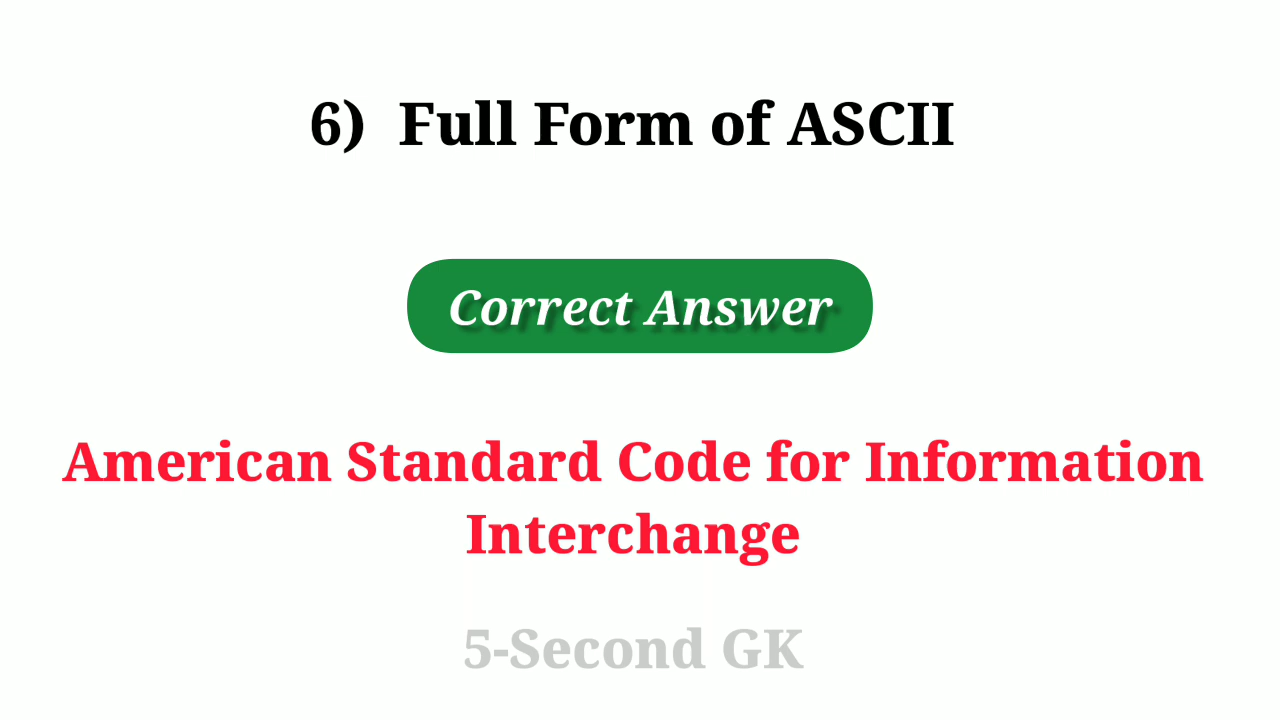 6) Full Form of ASCII
Correct Answer
American Standard Code for Information
Interchange
5-Second GK